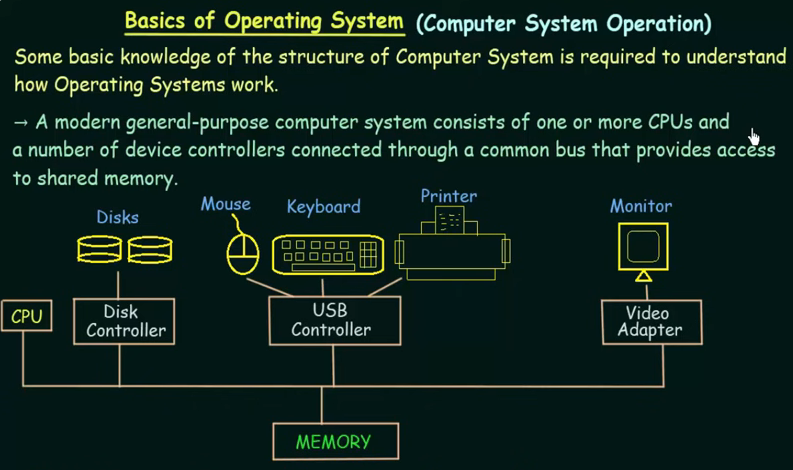 Basics of Operating System (Computer System Operation)
Some basic knowledge of the structure of Computer System is required to understand
how Operating Systems work.
→ A modern general-purpose computer system consists of one or more CPUs and
a number of device controllers connected through a common bus that provides access
to shared memory.
Disks
Mouse
Keyboard
Printer
Monitor
CPU
Disk
Controller
USB
Controller
Video
Adapter
MEMORY